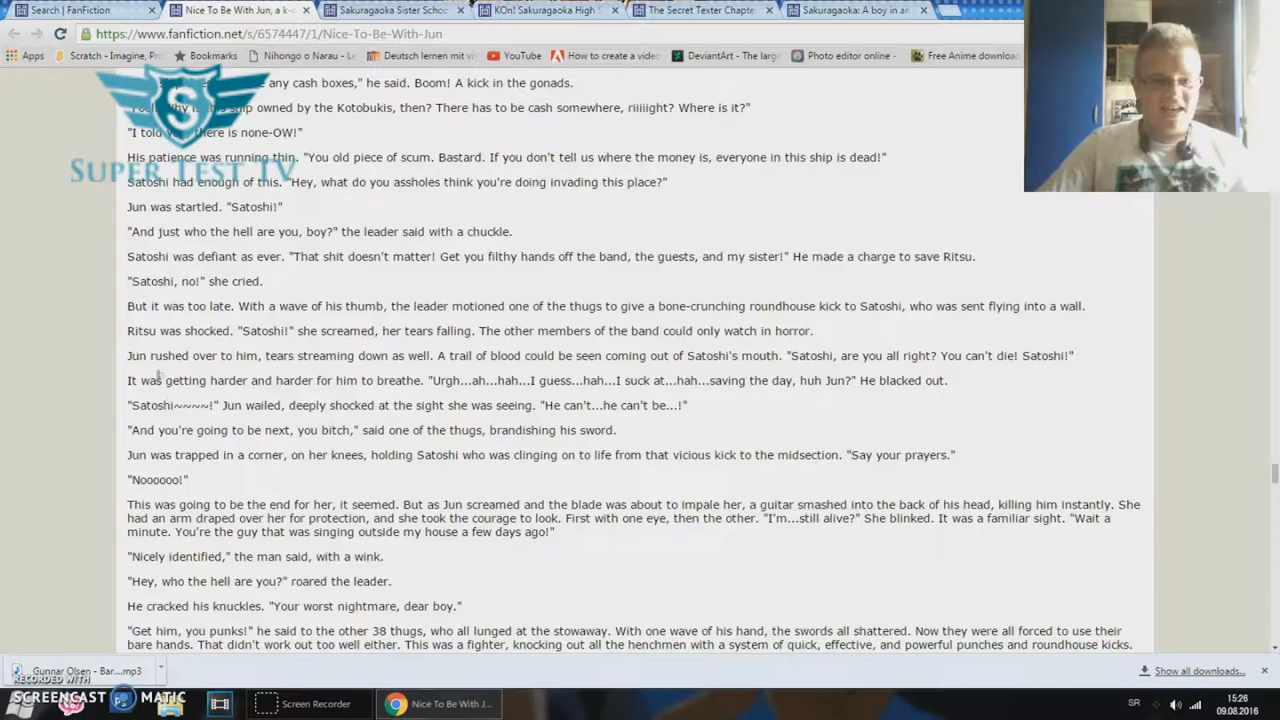 Search | FanFiction
Nice To Be With Jun, a k-o
Sakuragaoka Sister Schoo
KOn! Sakuragaoka High S
The Secret Texter Chapte
Sakuragaoka: A boy in an
https://www.fanfiction.net/s/6574447/1/Nice-To-Be-With-Jun
Apps
Scratch - Imagine, Pro
Bookmarks
Nihongo o Narau - Lea
Deutsch lernen mit de
YouTube
How to create a video
DeviantArt - The large
Photo editor online -
Free Anime download
any cash boxes," he said. Boom! A kick in the gonads.
owned by the Kotobukis, then? There has to be cash somewhere, riiiight? Where is it?"
"I told there is none-OW!"
His patience was running thin. "You old piece of scum. Bastard. If you don't tell us where the money is, everyone in this ship is dead!"
SUPER TEST TV
Satoshi had enough of this. "Hey, what do you assholes think you're doing invading this place?"
Jun was startled. "Satoshi!"
"And just who the hell are you, boy?" the leader said with a chuckle.
Satoshi was defiant as ever. "That shit doesn't matter! Get you filthy hands off the band, the guests, and my sister!" He made a charge to save Ritsu.
"Satoshi, no!" she cried.
But it was too late. With a wave of his thumb, the leader motioned one of the thugs to give a bone-crunching roundhouse kick to Satoshi, who was sent flying into a wall.
Ritsu was shocked. "Satoshi!" she screamed, her tears falling. The other members of the band could only watch in horror.
Jun rushed over to him, tears streaming down as well. A trail of blood could be seen coming out of Satoshi's mouth. "Satoshi, are you all right? You can't die! Satoshi!"
It was getting harder and harder for him to breathe. "Urgh...ah...hah...I guess...hah...I suck at...hah...saving the day, huh Jun?" He blacked out.
"Satoshi~~~~!" Jun wailed, deeply shocked at the sight she was seeing. "He can't...he can't be...!"
"And you're going to be next, you bitch," said one of the thugs, brandishing his sword.
Jun was trapped in a corner, on her knees, holding Satoshi who was clinging on to life from that vicious kick to the midsection. "Say your prayers."
"Noooooo!"
This was going to be the end for her, it seemed. But as Jun screamed and the blade was about to impale her, a guitar smashed into the back of his head, killing him instantly. She
had an arm draped over her for protection, and she took the courage to look. First with one eye, then the other. "I'm...still alive?" She blinked. It was a familiar sight. "Wait a
minute. You're the guy that was singing outside my house a few days ago!"
"Nicely identified," the man said, with a wink.
"Hey, who the hell are you?" roared the leader.
He cracked his knuckles. "Your worst nightmare, dear boy."
"Get him, you punks!" he said to the other 38 thugs, who all lunged at the stowaway. With one wave of his hand, the swords all shattered. Now they were all forced to use their
bare hands. That didn't work out too well either. This was a fighter, knocking out all the henchmen with a system of quick, effective, and powerful punches and roundhouse kicks.
Gunnar Olsen - Bar....mp3
Show all downloads...
RECORDED WITH
SCREENCAST MATIC
Screen Recorder
Nice To Be With J...
SR
15:26
09.08.2016